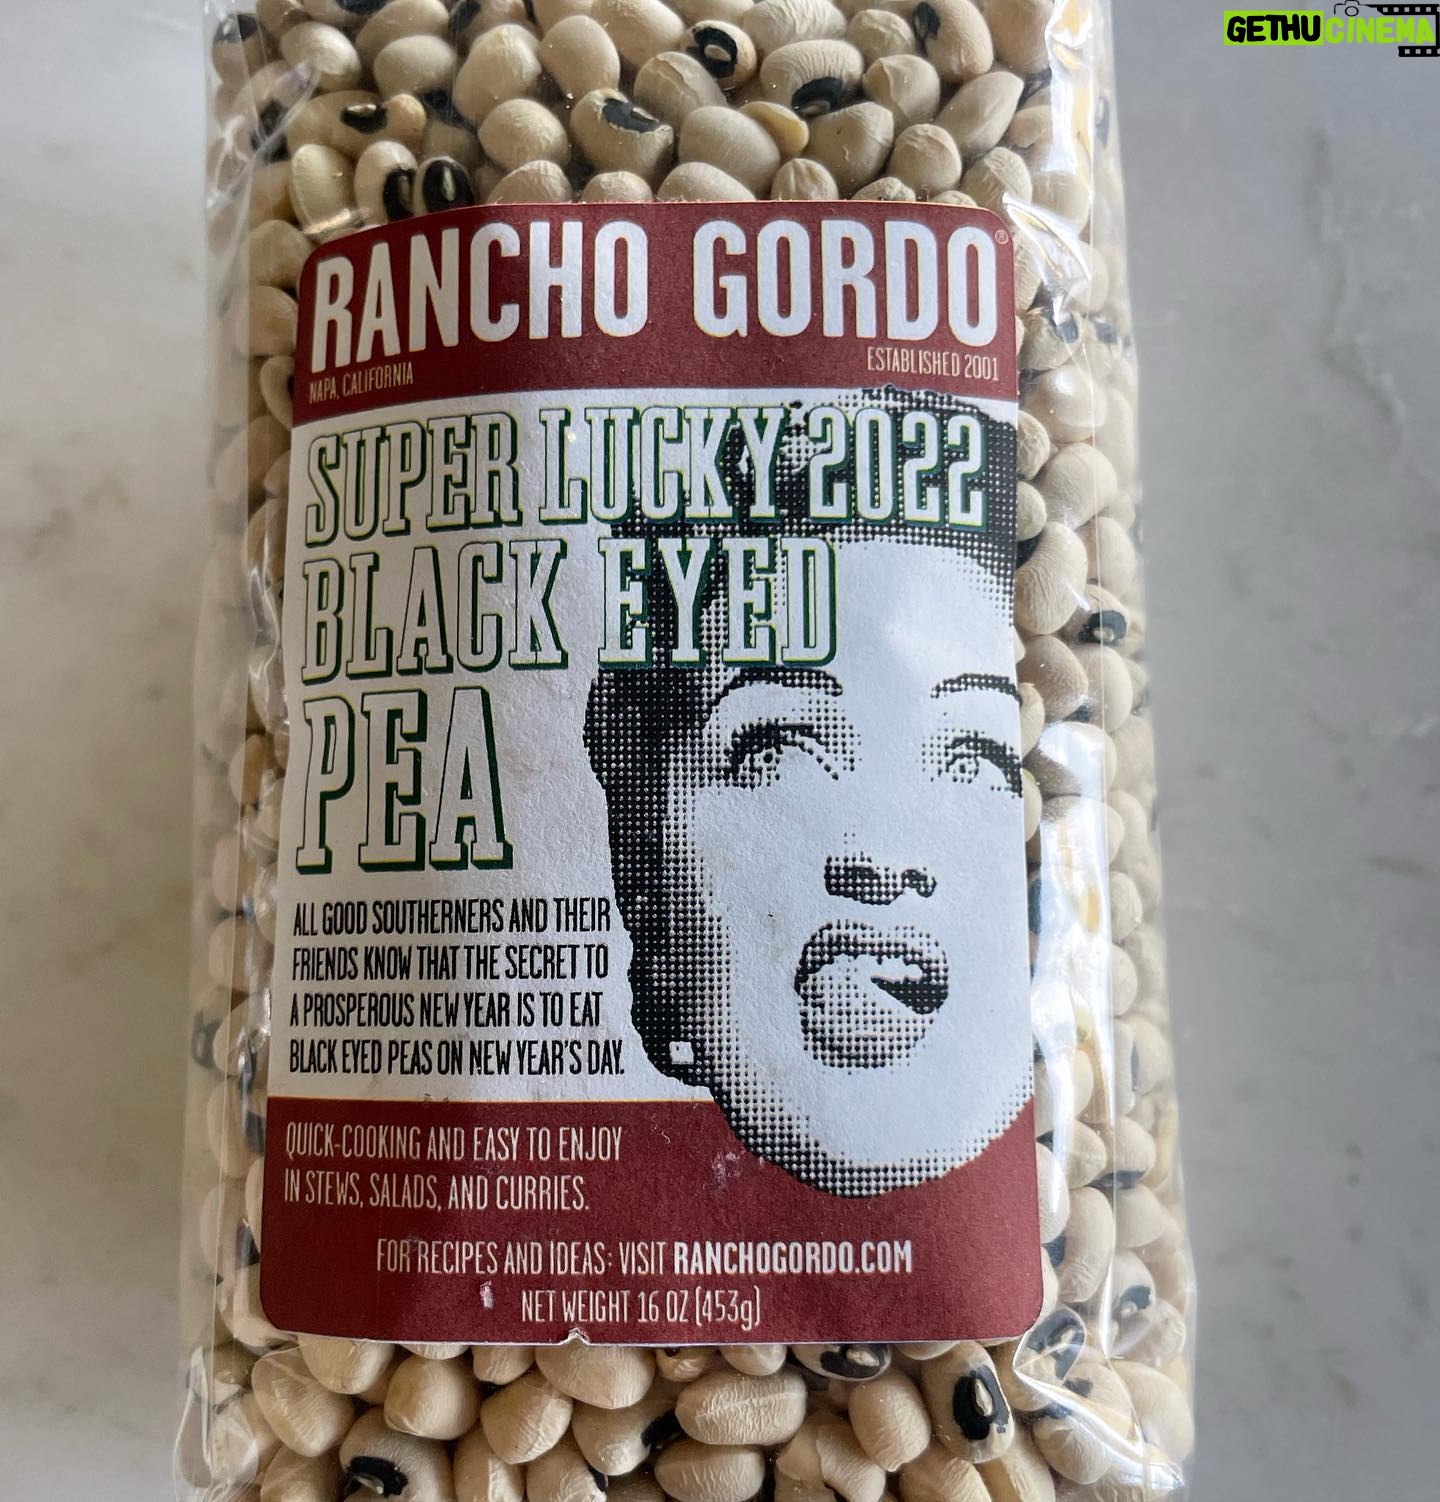 GETHUCINEMA
RANCHO GORDO®
NAPA, CALIFORNIA
ESTABLISHED 2001
SUPER LUCKY 2022
BLACK EYED
PEA
ALL GOOD SOUTHERNERS AND THEIR
FRIENDS KNOW THAT THE SECRET TO
A PROSPEROUS NEW YEAR IS TO EAT
BLACK EYED PEAS ON NEW YEAR'S DAY.
QUICK-COOKING AND EASY TO ENJOY
IN STEWS, SALADS, AND CURRIES.
FOR RECIPES AND IDEAS: VISIT RANCHOGORDO.COM
NET WEIGHT 16 OZ (453g)